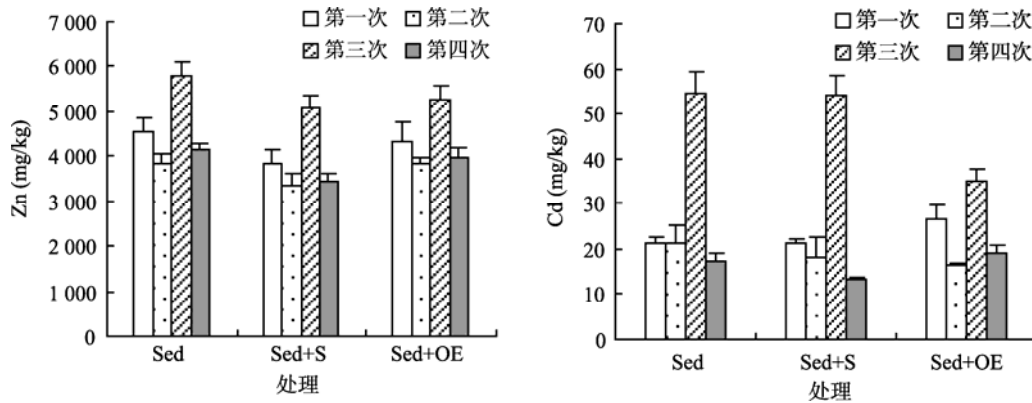 7 000
6 000
5 000
4 000
3 000
2 000
1 000
0
Zn (mg/kg)
第一次 第二次
第三次 第四次
Sed Sed+S Sed+OE
处理
70
60
50
40
30
20
10
0
Cd (mg/kg)
第一次 第二次
第三次 第四次
Sed Sed+S Sed+OE
处理